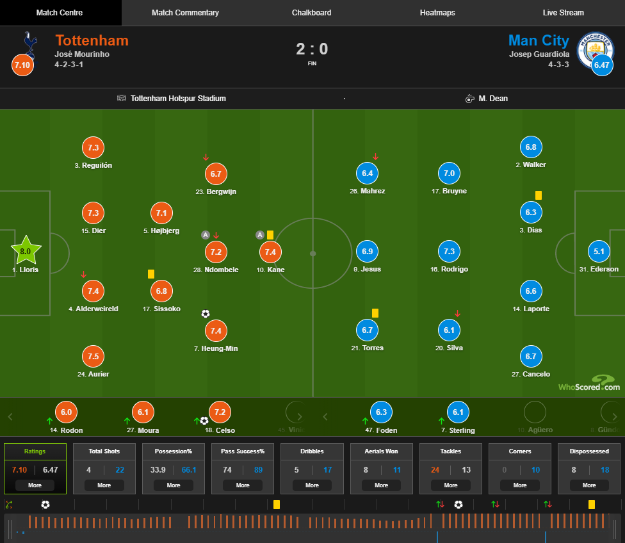 Match Centre Match Commentary Chalkboard Heatmaps Live Stream
Tottenham 2 : 0 Man City
José Mourinho FIN Josep Guardiola
7.10 4-2-3-1 4-3-3 6.47
Tottenham Hotspur Stadium M. Dean
7.3
3. Reguilón
6.7
23. Bergwijn
7.3
15. Dier
7.1
5. Højbjerg
8.0
1. Lloris
A
7.2
28. Ndombele
A
7.4
10. Kane
7.4
4. Alderweireld
6.8
17. Sissoko
7.4
7. Heung-Min
7.5
24. Aurier
6.4
26. Mahrez
7.0
17. Bruyne
6.8
2. Walker
6.3
3. Dias
6.9
9. Jesus
7.3
16. Rodrigo
5.1
31. Ederson
6.6
14. Laporte
6.7
21. Torres
6.1
20. Silva
6.7
27. Cancelo
WhoScored.com
6.0 6.1 7.2 6.3 6.1
14. Rodon 27. Moura 18. Celso 47. Foden 7. Sterling Agüero
Ratings Total Shots Possession% Pass Success% Dribbles Aerials Won Tackles Corners Dispossessed
7.10 6.47 4 22 33.9 66.1 74 89 5 17 8 11 24 13 0 10 8 18
More More More More More More More More More